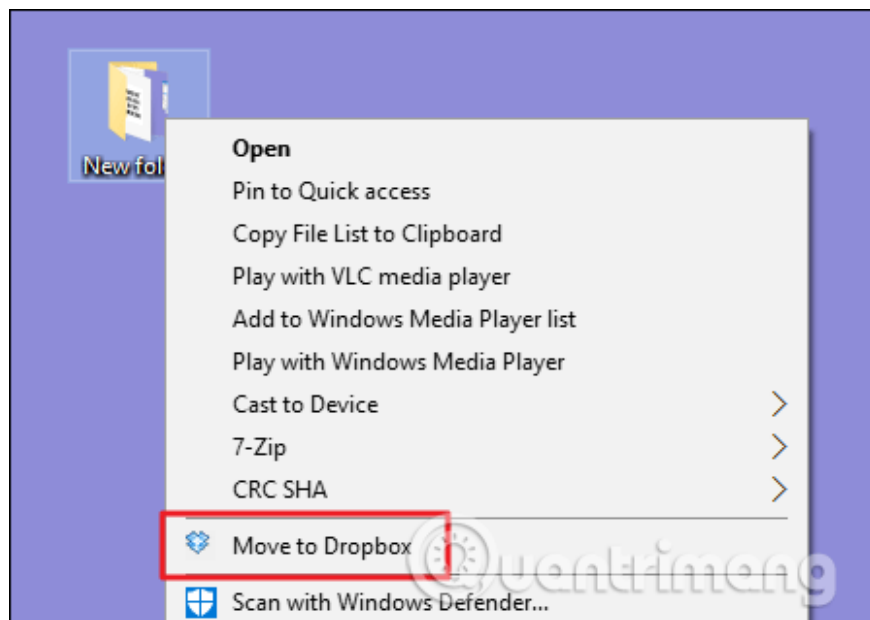 New fol
Open
Pin to Quick access
Copy File List to Clipboard
Play with VLC media player
Add to Windows Media Player list
Play with Windows Media Player
Cast to Device
7-Zip
CRC SHA
Move to Dropbox
Quantrimang
Scan with Windows Defender...